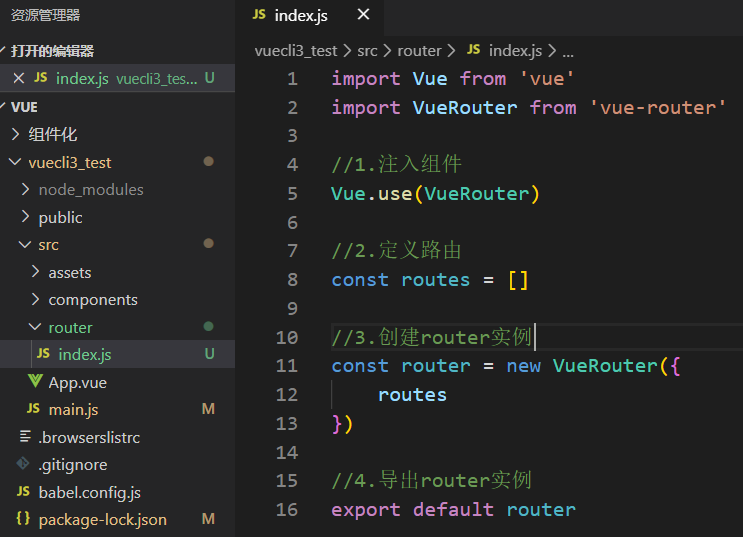 资源管理器
打开的编辑器
JS index.js vuecli3_tes... U
VUE
组件化
vuecli3_test
node_modules
public
src
assets
components
router
JS index.js U
App.vue
JS main.js M
.browserslistrc
.gitignore
JS babel.config.js
{} package-lock.json M
JS index.js
vuecli3_test > src > router > JS index.js > ...
1 import Vue from 'vue'
2 import VueRouter from 'vue-router'
3
4 //1.注入组件
5 Vue.use(VueRouter)
6
7 //2.定义路由
8 const routes = []
9
10 //3.创建router实例
11 const router = new VueRouter({
12     routes
13 })
14
15 //4.导出router实例
16 export default router